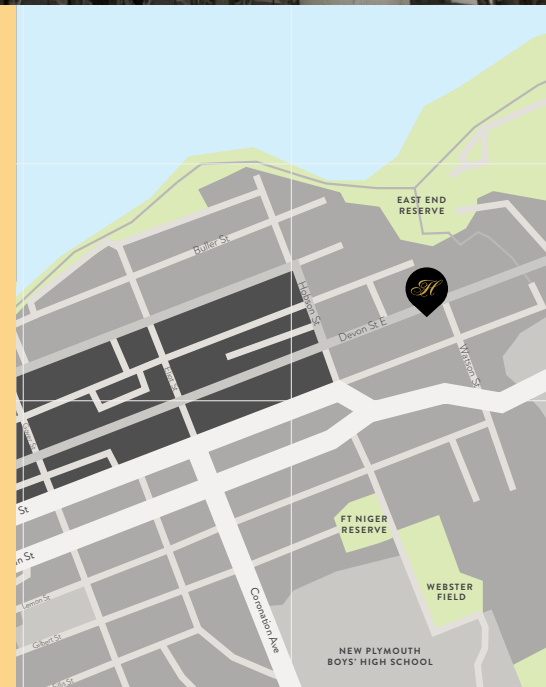 EAST END
RESERVE
Buller St
H
Hobson St
Devon St E
Watson St
St
FT NIGER
RESERVE
WEBSTER
FIELD
Coronation Ave
Lemon St
Gilbert St
NEW PLYMOUTH
BOYS' HIGH SCHOOL